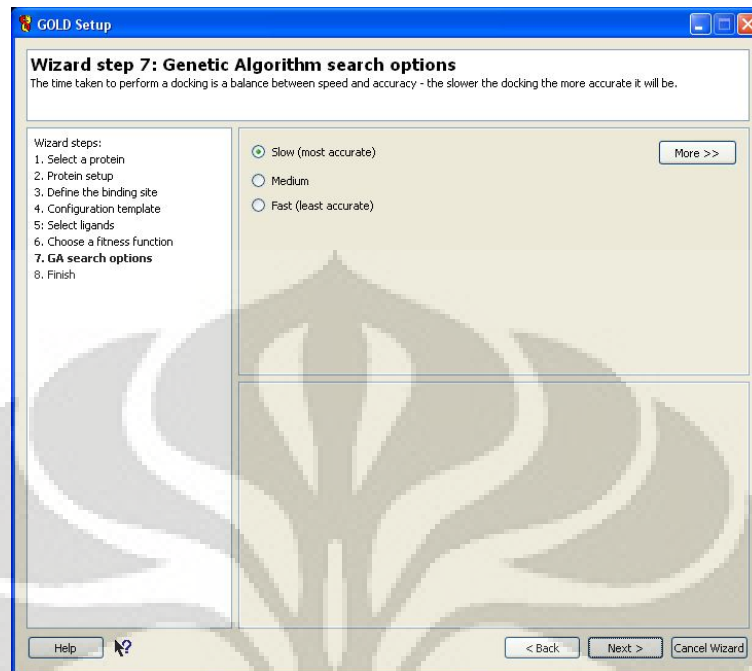 GOLD Setup
Wizard step 7: Genetic Algorithm search options
The time taken to perform a docking is a balance between speed and accuracy - the slower the docking the more accurate it will be.
Wizard steps:
1. Select a protein
2. Protein setup
3. Define the binding site
4. Configuration template
5: Select ligands
6. Choose a fitness function
7. GA search options
8. Finish
Slow (most accurate)
More >>
Medium
Fast (least accurate)
Help
?
< Back
Next >
Cancel Wizard